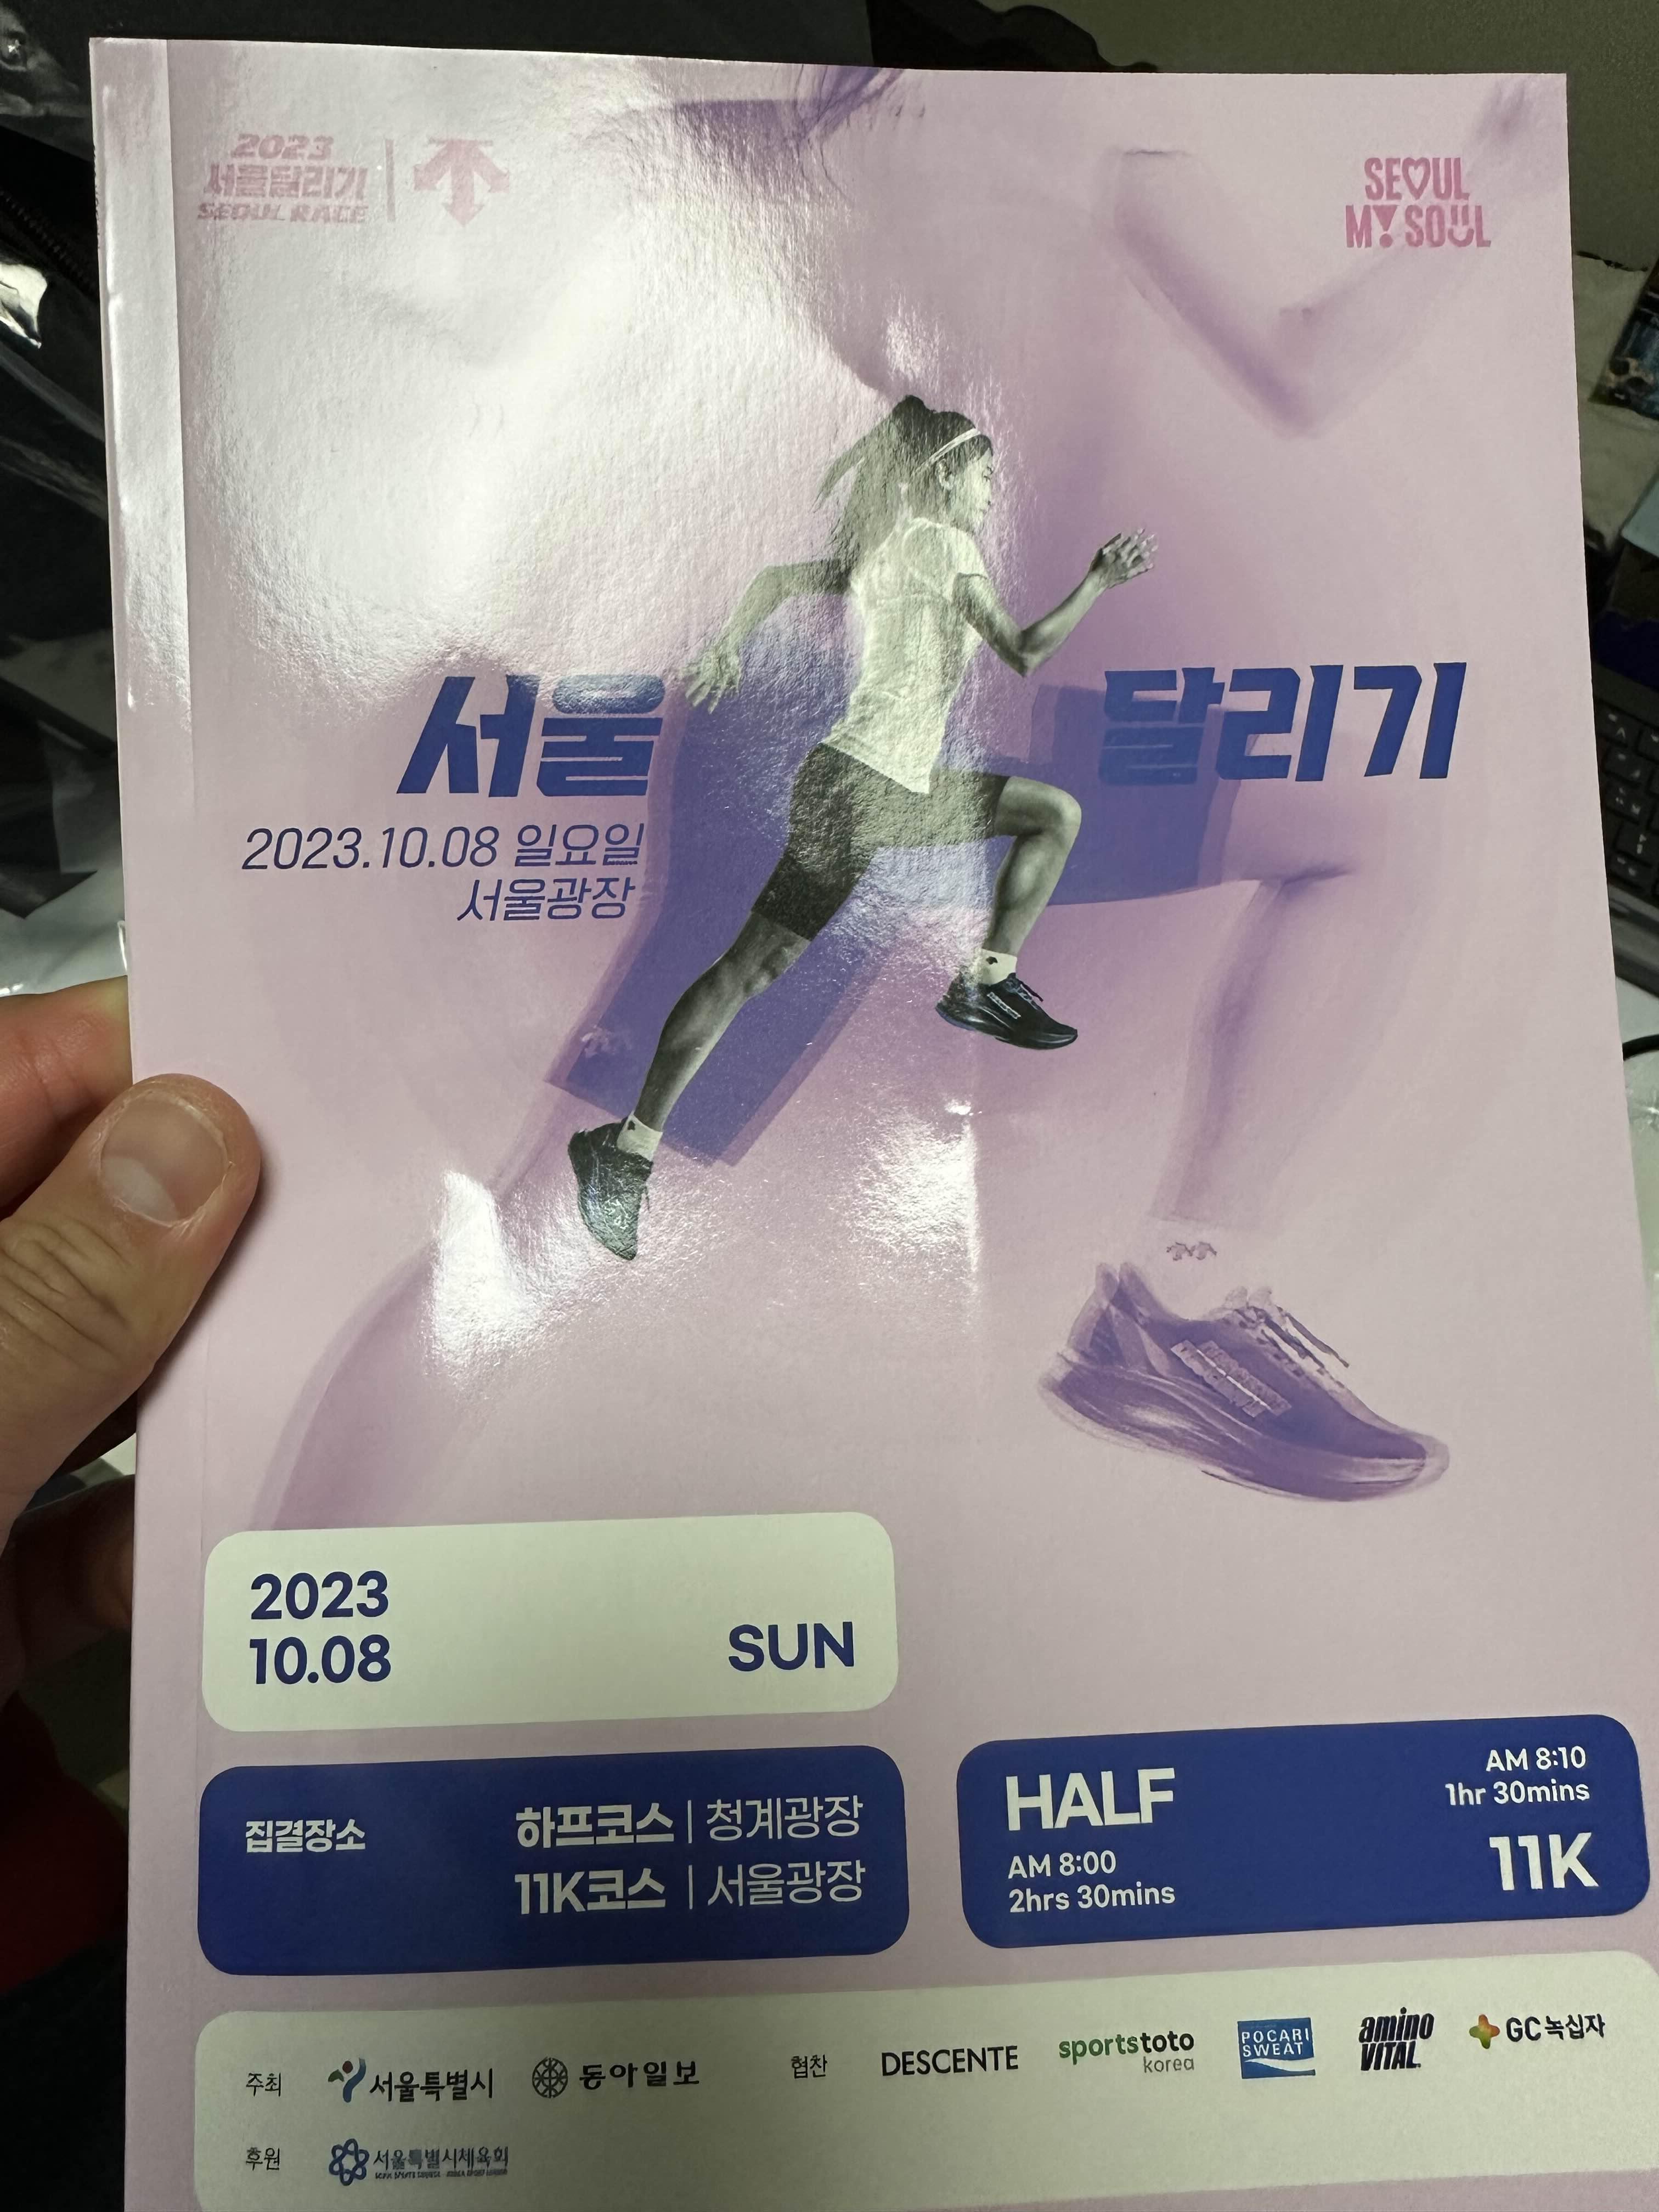 2023
서울달리기
SEOUL RACE
SEOUL
MY SOUL
서울 달리기
2023.10.08 일요일
서울광장
2023
10.08
SUN
집결장소
하프코스 | 청계광장
11K코스 | 서울광장
HALF
AM 8:00
2hrs 30mins
AM 8:10
1hr 30mins
11K
주최 서울특별시 동아일보
협찬 DESCENTE sportstoto korea POCARI SWEAT amino VITAL GC녹십자
후원 서울특별시체육회